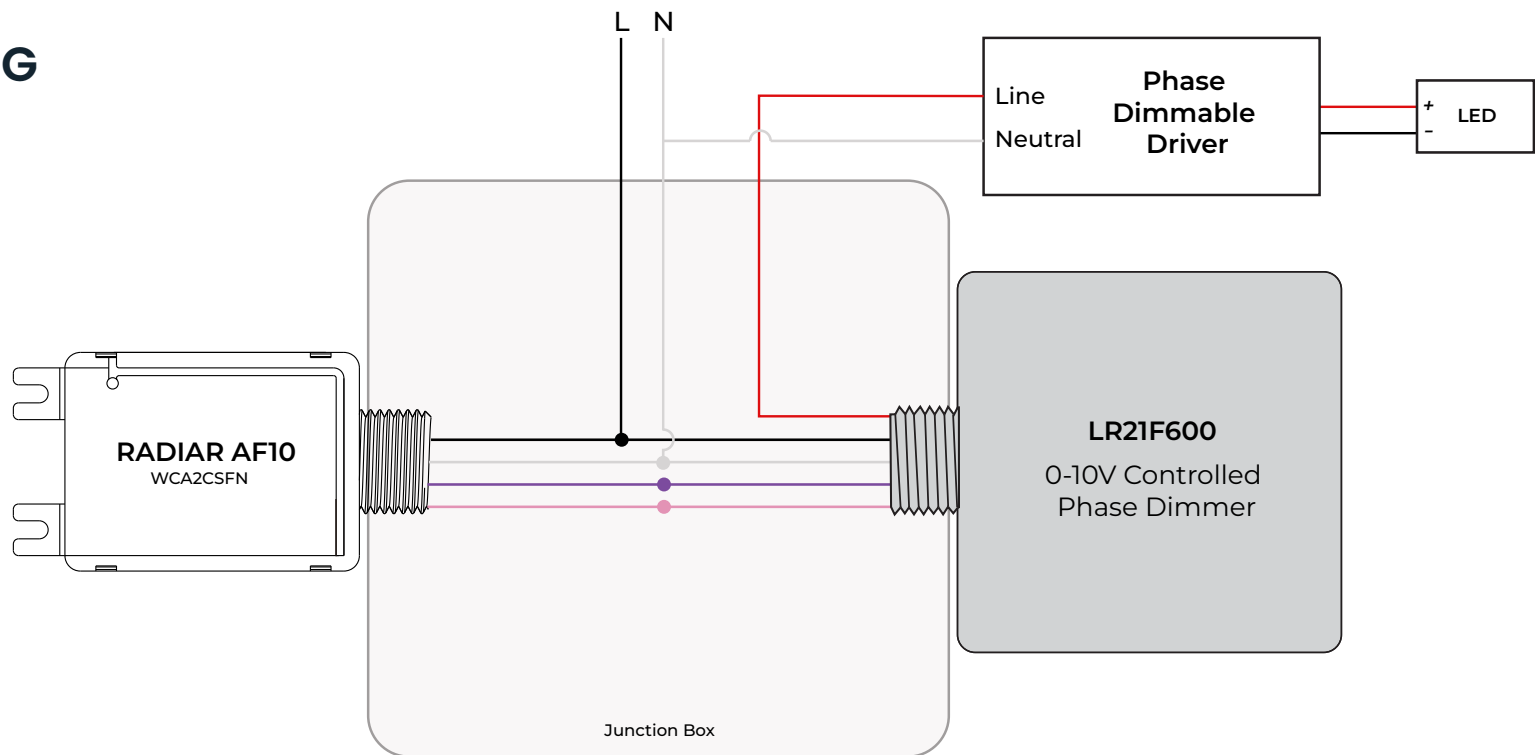 G
L N
Line
Neutral
Phase
Dimmable
Driver
+
–
LED
RADIAR AF10
WCA2CSFN
LR21F600
0-10V Controlled
Phase Dimmer
Junction Box